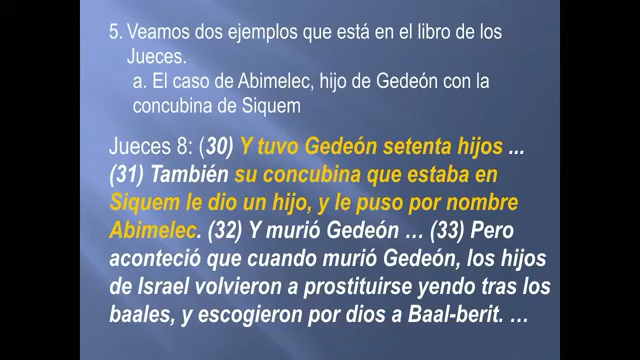 5. Veamos dos ejemplos que está en el libro de los
Jueces.
a. El caso de Abimelec, hijo de Gedeón con la
concubina de Siquem
Jueces 8: (30) Y tuvo Gedeón setenta hijos ...
(31) También su concubina que estaba en
Siquem le dio un hijo, y le puso por nombre
Abimelec. (32) Y murió Gedeón … (33) Pero
aconteció que cuando murió Gedeón, los hijos
de Israel volvieron a prostituirse yendo tras los
baales, y escogieron por dios a Baal-berit. …